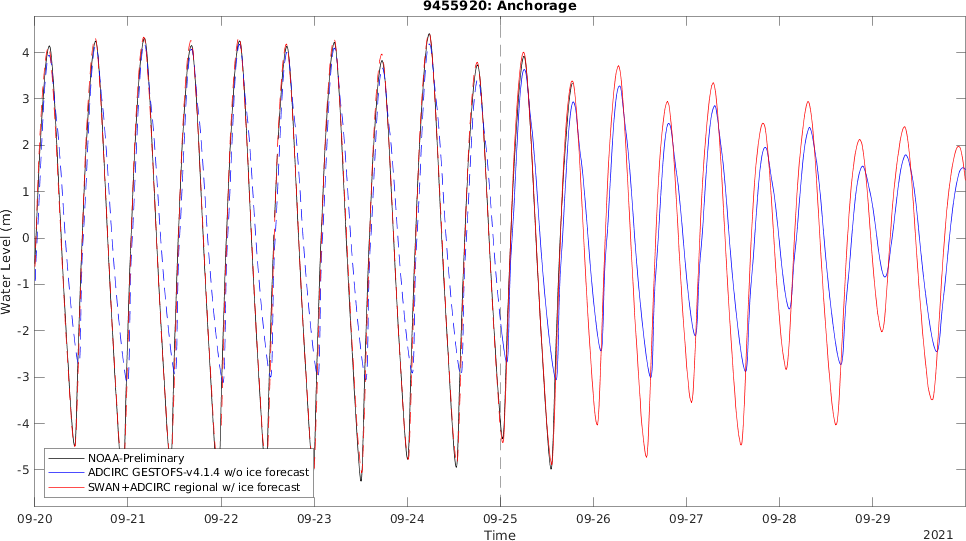 9455920: Anchorage
Water Level (m)
4
3
2
1
0
-1
-2
-3
-4
-5
NOAA-Preliminary
ADCIRC GESTOFS-v4.1.4 w/o ice forecast
SWAN+ADCIRC regional w/ ice forecast
09-20 09-21 09-22 09-23 09-24 09-25 09-26 09-27 09-28 09-29
Time
2021